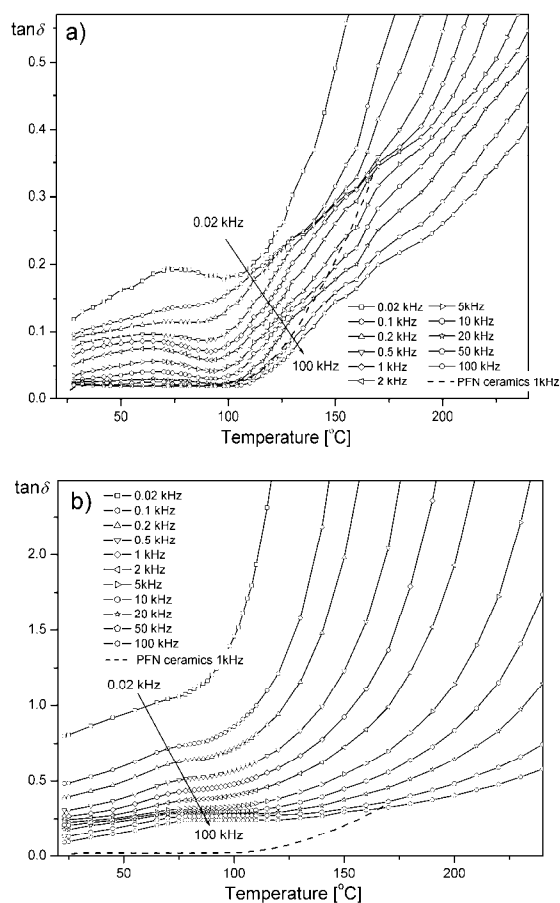 tanδ
a)
0.5
0.4
0.3
0.2
0.1
0.0
0.02 kHz
100 kHz
0.02 kHz
0.1 kHz
0.2 kHz
0.5 kHz
1 kHz
2 kHz
5kHz
10 kHz
20 kHz
50 kHz
100 kHz
PFN ceramics 1kHz
50 100 150 200
Temperature [°C]
tanδ
b)
2.0
1.5
1.0
0.5
0.0
0.02 kHz
0.1 kHz
0.2 kHz
0.5 kHz
1 kHz
2 kHz
5kHz
10 kHz
20 kHz
50 kHz
100 kHz
PFN ceramics 1kHz
0.02 kHz
100 kHz
50 100 150 200
Temperature [°C]